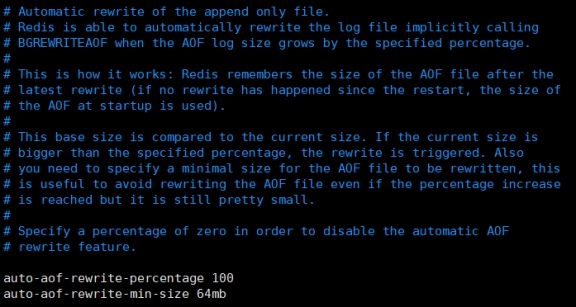 # Automatic rewrite of the append only file.
# Redis is able to automatically rewrite the log file implicitly calling
# BGREWRITEAOF when the AOF log size grows by the specified percentage.
#
# This is how it works: Redis remembers the size of the AOF file after the
# latest rewrite (if no rewrite has happened since the restart, the size of
# the AOF at startup is used).
#
# This base size is compared to the current size. If the current size is
# bigger than the specified percentage, the rewrite is triggered. Also
# you need to specify a minimal size for the AOF file to be rewritten, this
# is useful to avoid rewriting the AOF file even if the percentage increase
# is reached but it is still pretty small.
#
# Specify a percentage of zero in order to disable the automatic AOF
# rewrite feature.
auto-aof-rewrite-percentage 100
auto-aof-rewrite-min-size 64mb